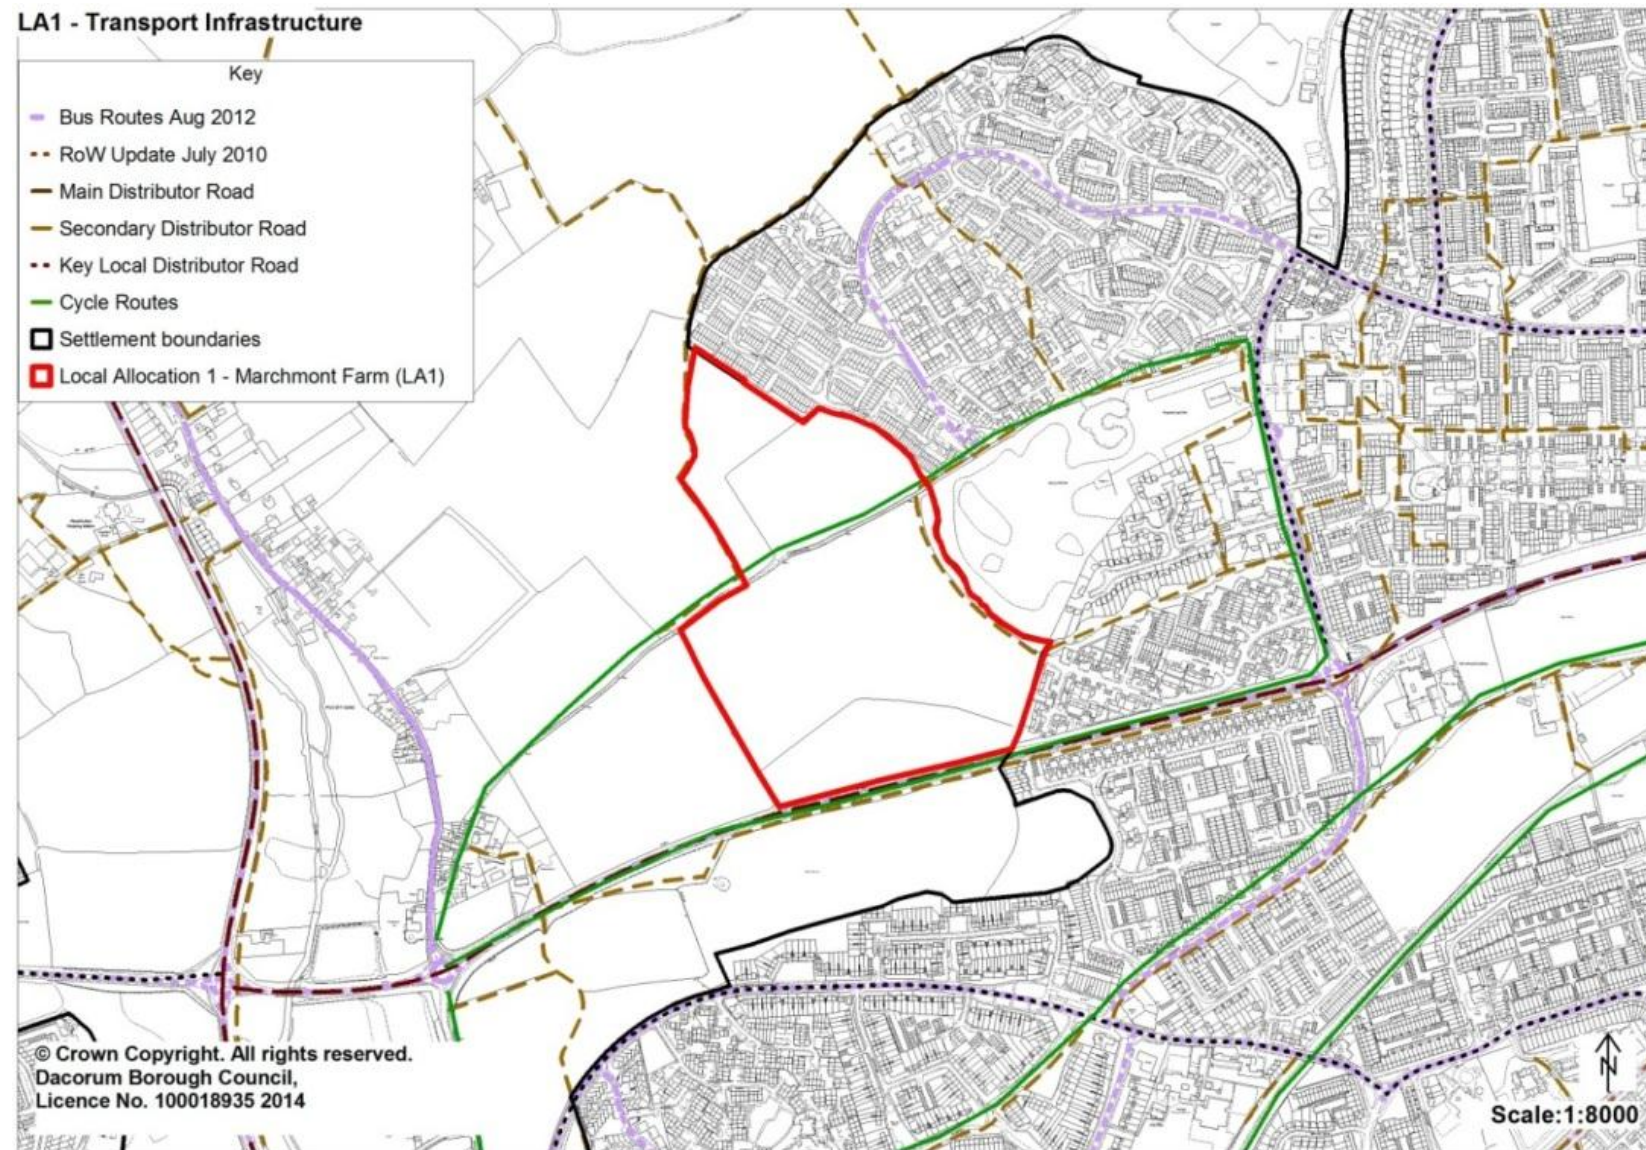 LA1 - Transport Infrastructure
Key
Bus Routes Aug 2012
RoW Update July 2010
Main Distributor Road
Secondary Distributor Road
Key Local Distributor Road
Cycle Routes
Settlement boundaries
Local Allocation 1 - Marchmont Farm (LA1)
© Crown Copyright. All rights reserved.
Dacorum Borough Council,
Licence No. 100018935 2014
N
Scale:1:8000